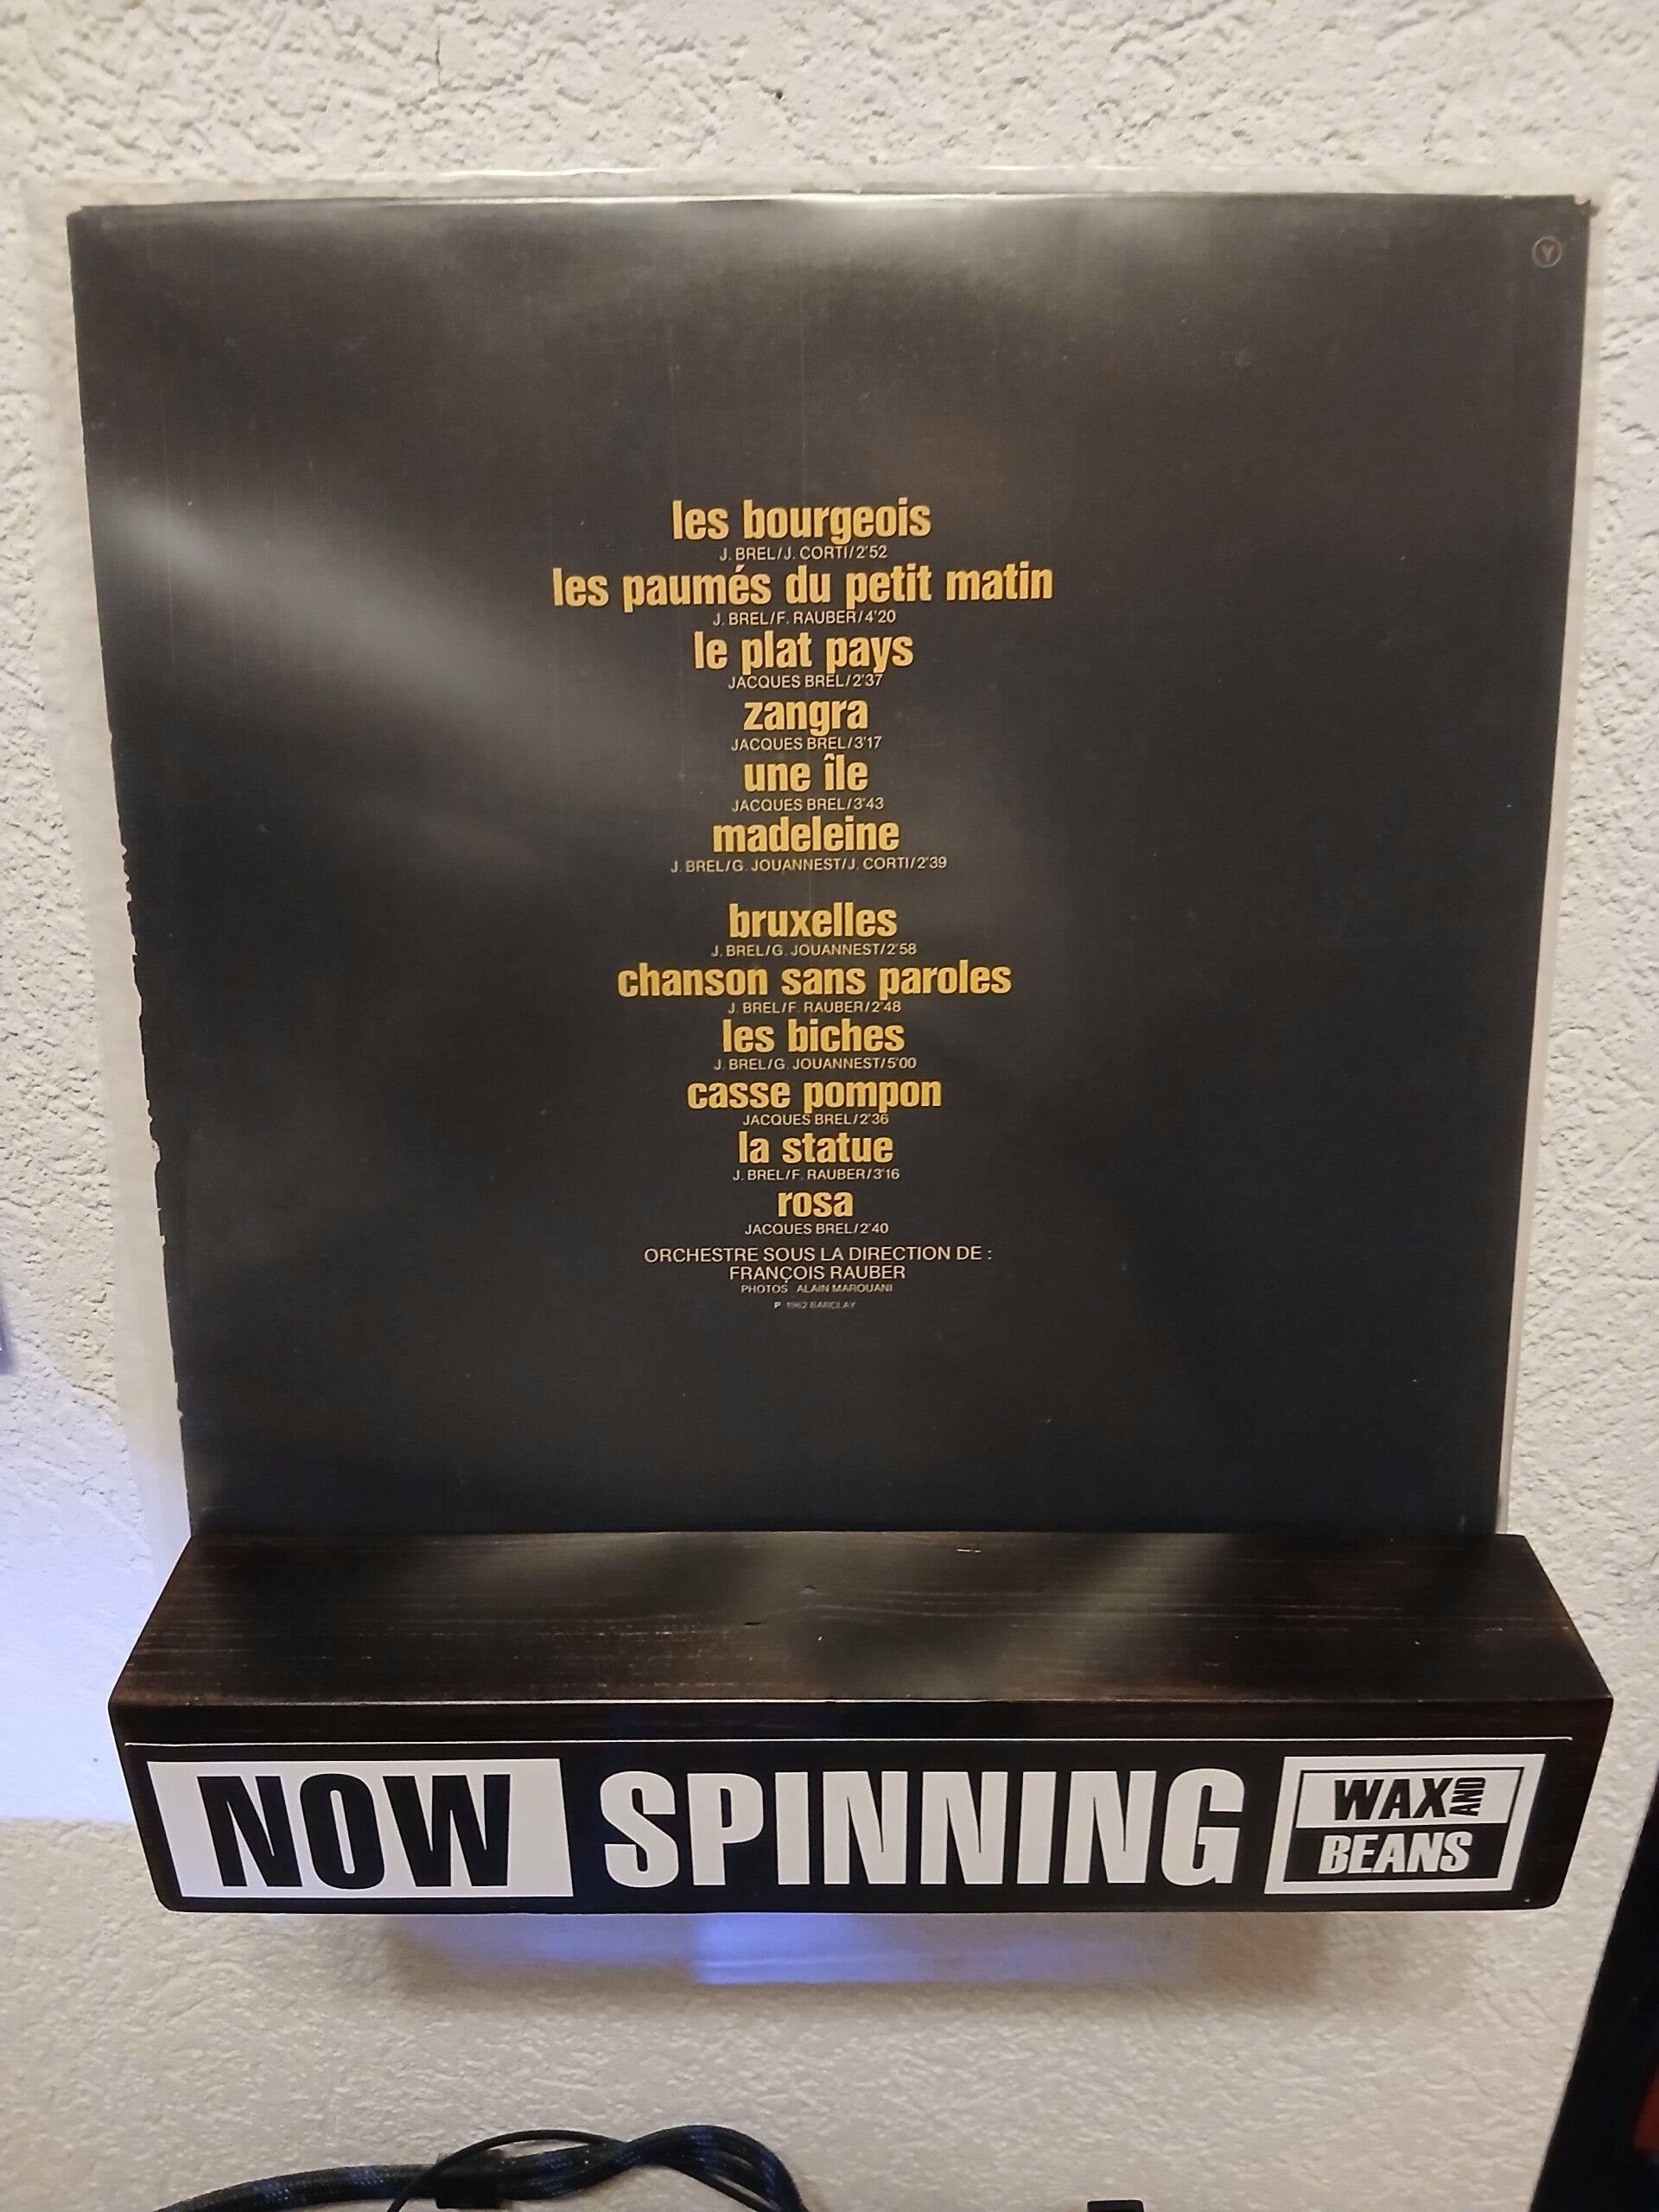 Y
les bourgeois
J. BREL/J. CORTI/2'52
les paumés du petit matin
J. BREL/F. RAUBER/4'20
le plat pays
JACQUES BREL/2'37
zangra
JACQUES BREL/3'17
une île
JACQUES BREL/3'43
madeleine
J. BREL/G. JOUANNEST/J. CORTI/2'39
bruxelles
J. BREL/G. JOUANNEST/2'58
chanson sans paroles
J. BREL/F. RAUBER/2'48
les biches
J. BREL/G. JOUANNEST/5'00
casse pompon
JACQUES BREL/2'36
la statue
J. BREL/F. RAUBER/3'16
rosa
JACQUES BREL/2'40
ORCHESTRE SOUS LA DIRECTION DE :
FRANÇOIS RAUBER
PHOTOS ALAIN MAROUANI
P 1962 BARCLAY
NOW SPINNING
WAX AND
BEANS